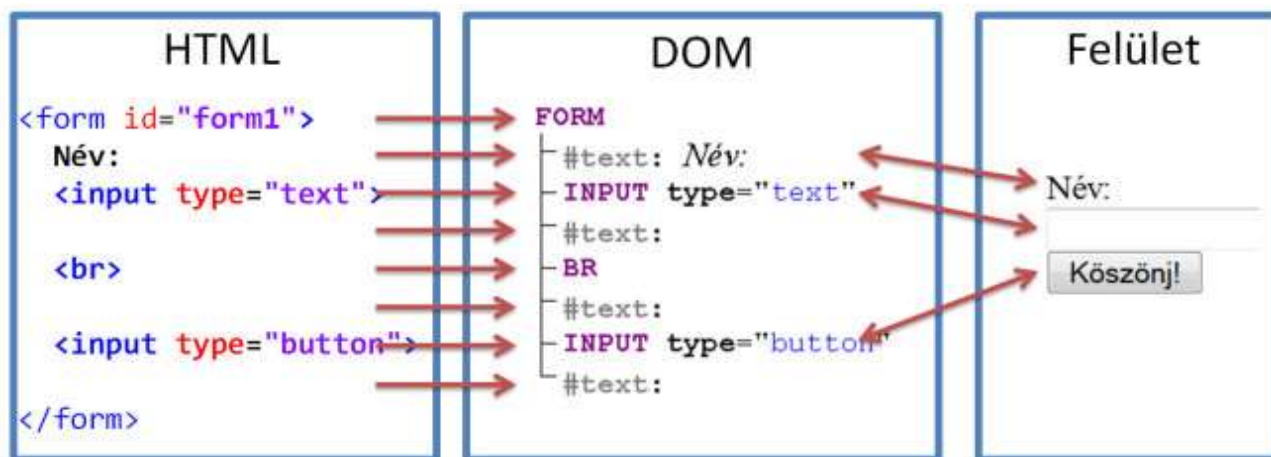 HTML
<form id="form1">
Név:
<input type="text">
<br>
<input type="button">
</form>
DOM
FORM
#text: Név:
INPUT type="text"
#text:
BR
#text:
INPUT type="button"
#text:
Felület
Név:
Köszönj!